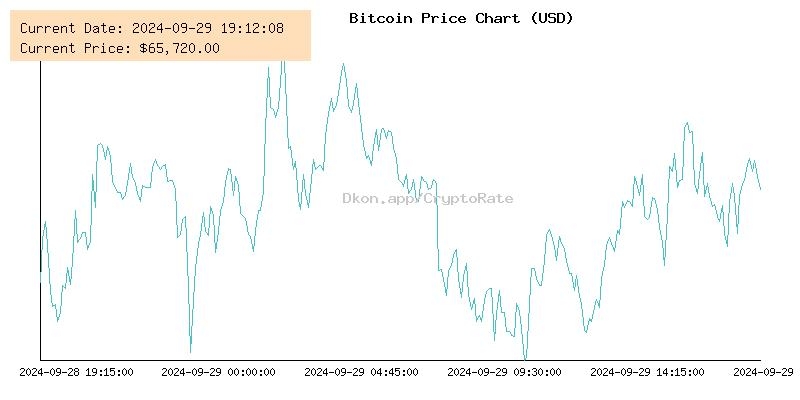 Bitcoin Price Chart (USD)
Current Date: 2024-09-29 19:12:08
Current Price: $65,720.00
Dkon.app/CryptoRate
2024-09-28 19:15:00 2024-09-29 00:00:00 2024-09-29 04:45:00 2024-09-29 09:30:00 2024-09-29 14:15:00 2024-09-29